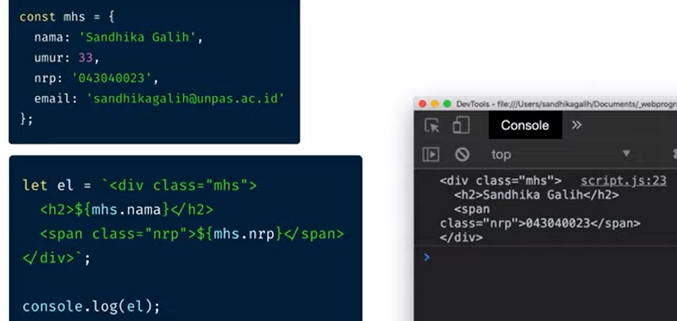 const mhs = {
  nama: 'Sandhika Galih',
  umur: 33,
  nrp: '043040023',
  email: 'sandhikagalih@unpas.ac.id'
};
let el = `<div class="mhs">
  <h2>${mhs.nama}</h2>
  <span class="nrp">${mhs.nrp}</span>
</div>`;
console.log(el);
DevTools - file:///Users/sandhikagalih/Documents/_webprogr
Console »
top
<div class="mhs"> script.js:23
  <h2>Sandhika Galih</h2>
  <span
class="nrp">043040023</span>
</div>
>